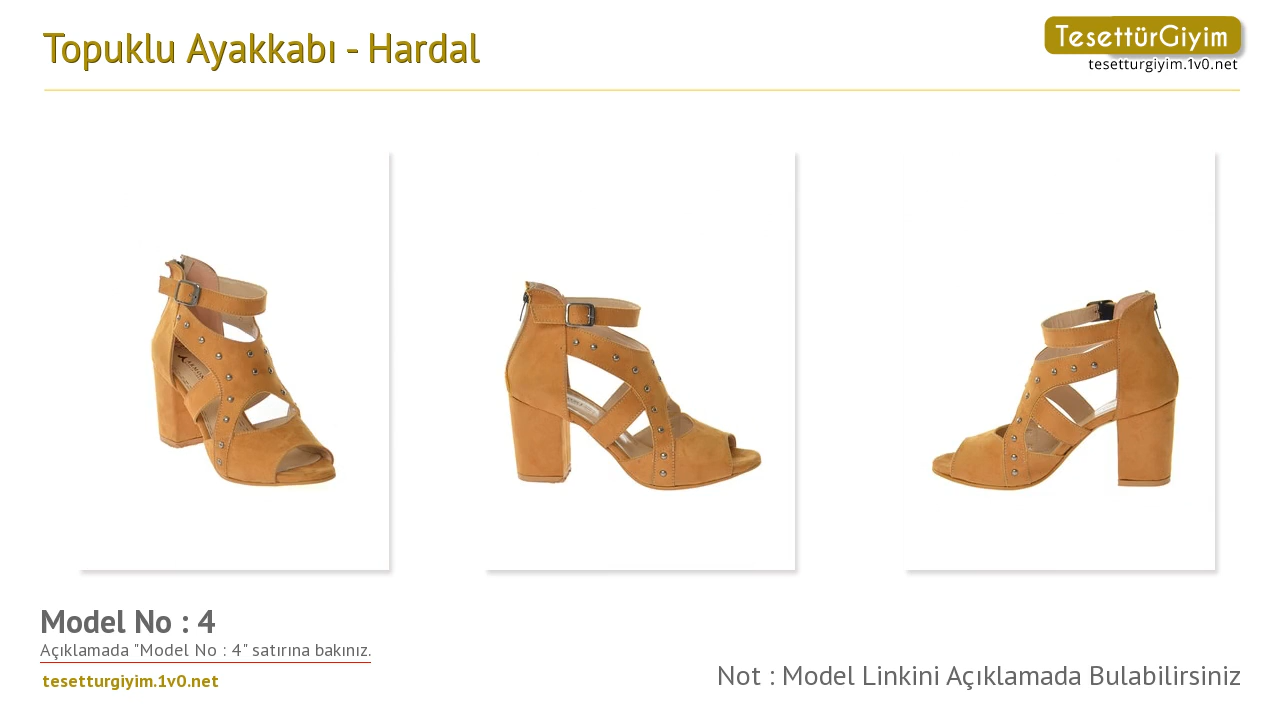 Topuklu Ayakkabı - Hardal
TesettürGiyim
tesetturgiyim.1v0.net
Model No : 4
Açıklamada "Model No : 4" satırına bakınız.
tesetturgiyim.1v0.net
Not : Model Linkini Açıklamada Bulabilirsiniz